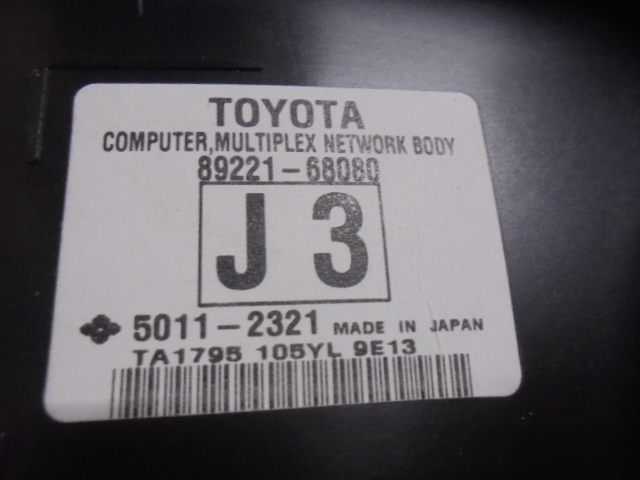 TOYOTA
COMPUTER,MULTIPLEX NETWORK BODY
89221-68080
J 3
5011-2321 MADE IN JAPAN
TA1795 105YL 9E13